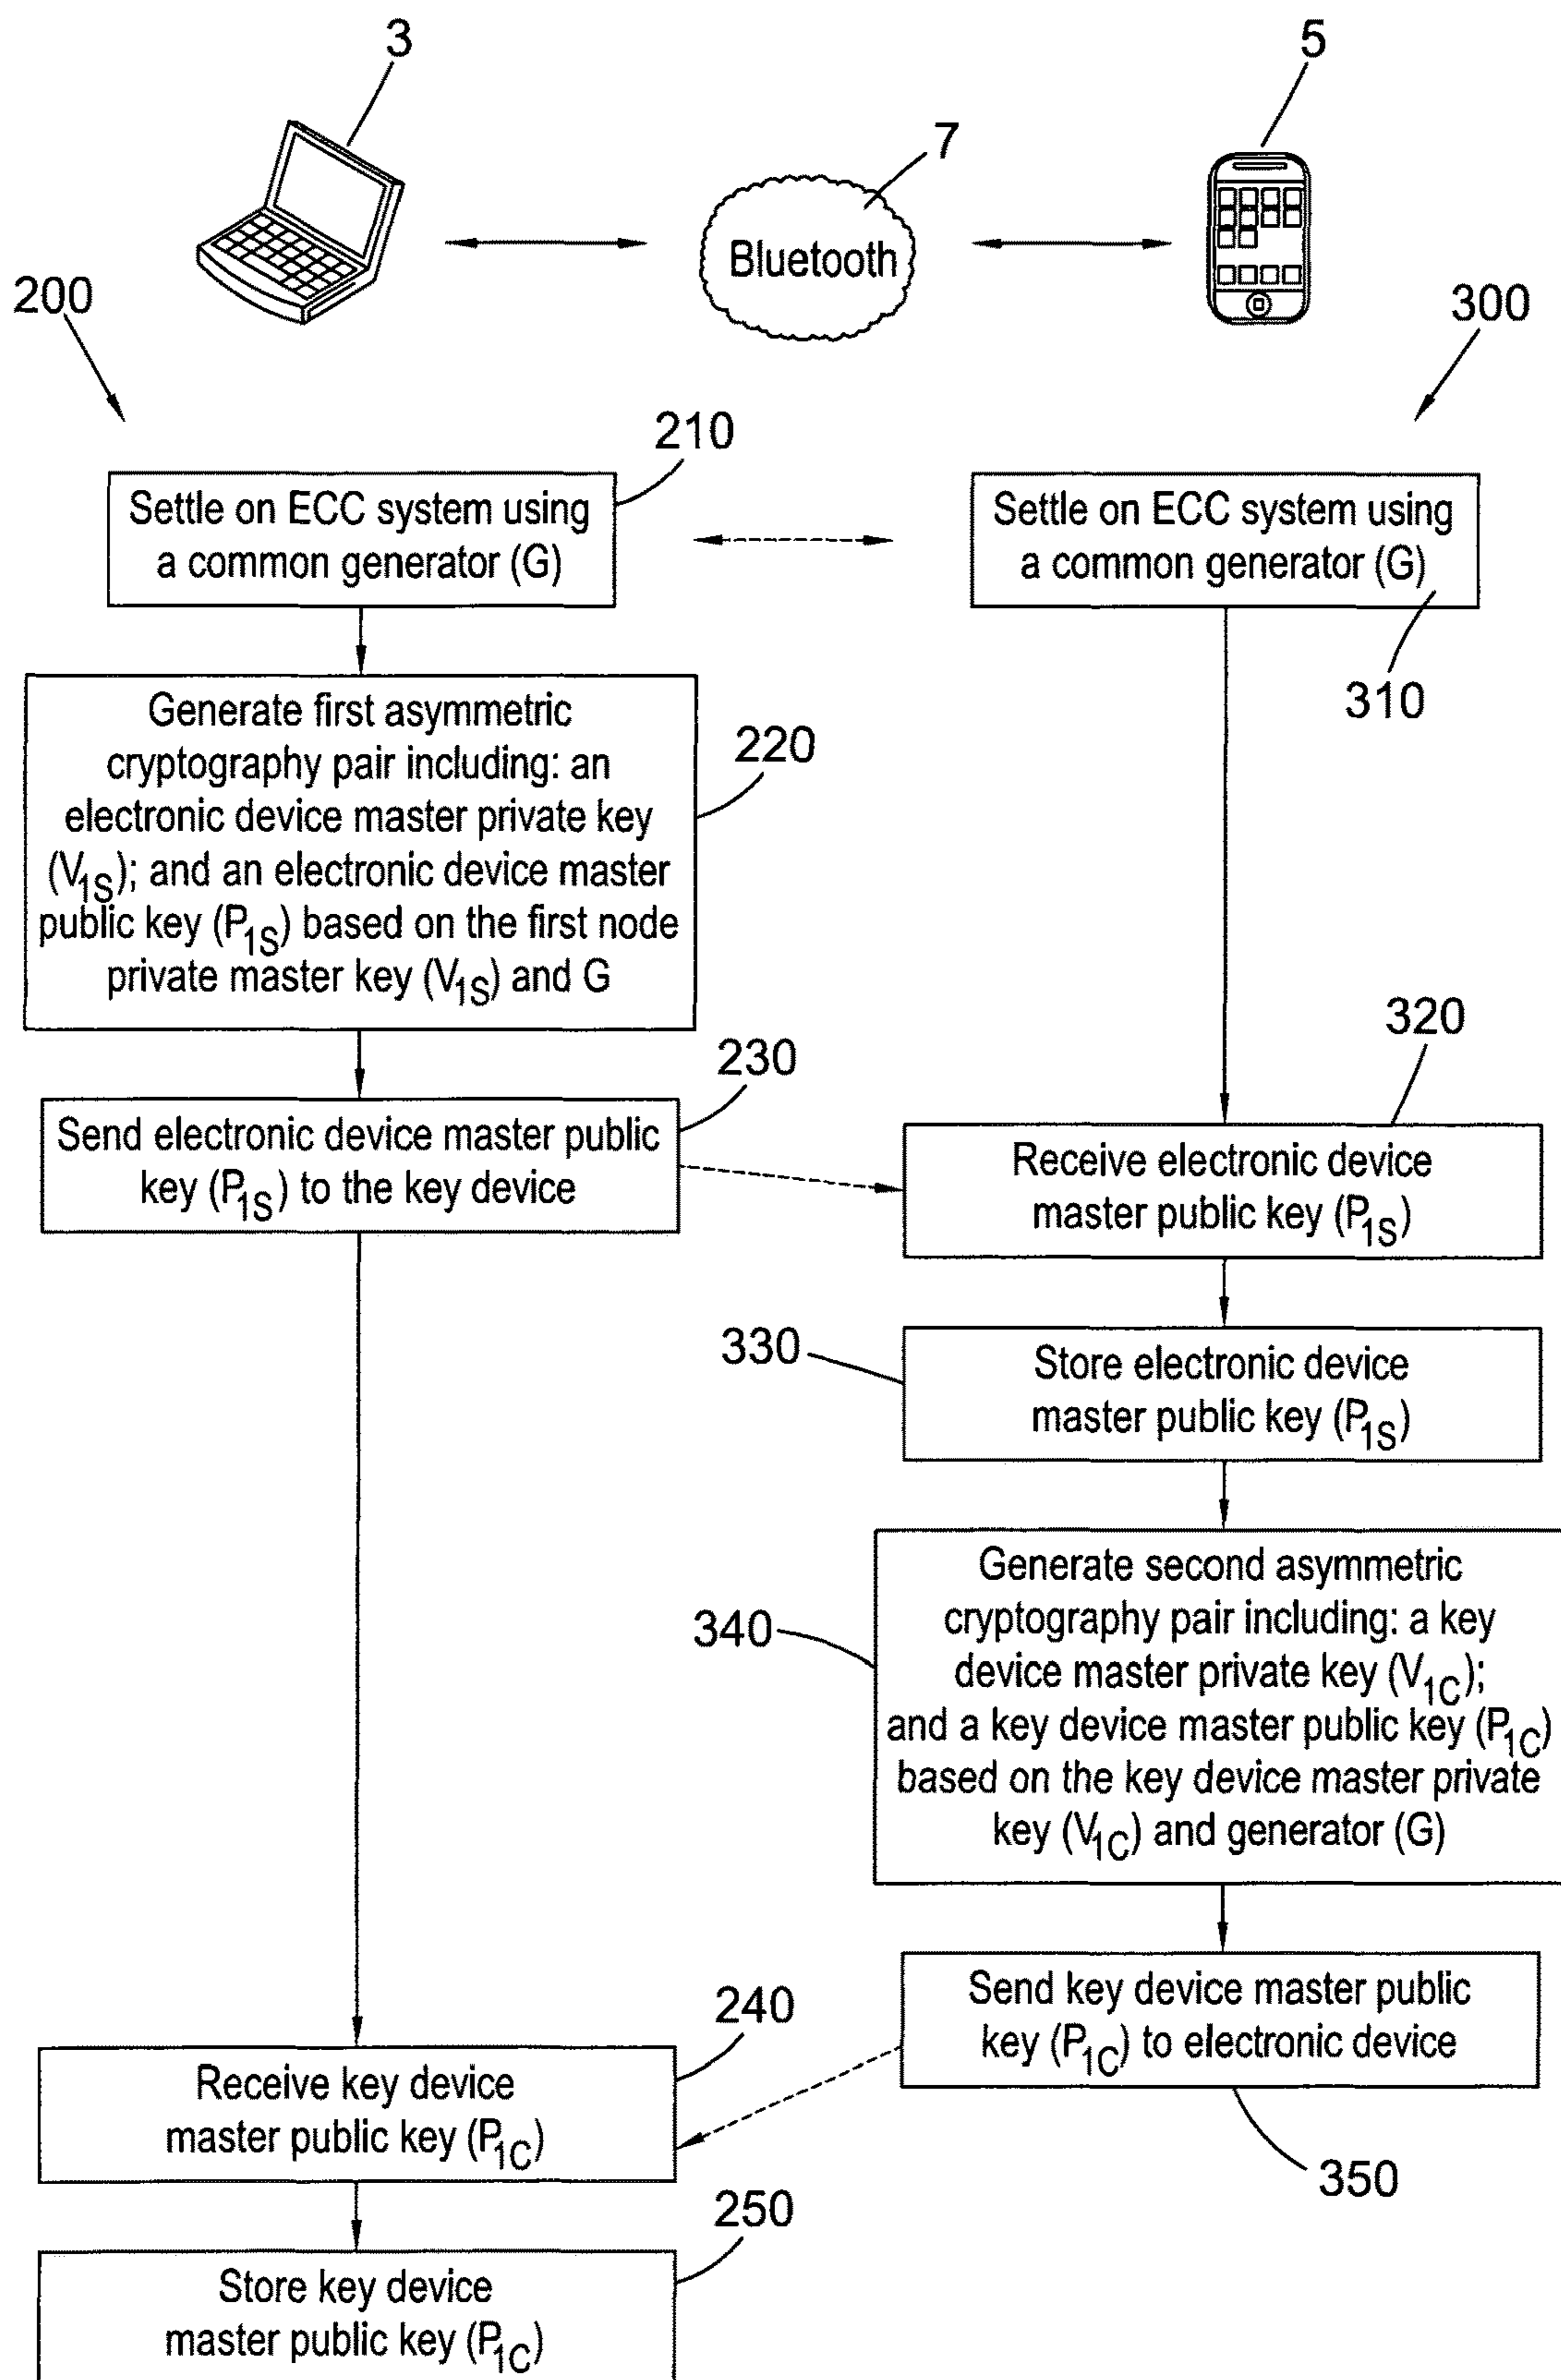 3
5
7
Bluetooth
200
300
210
Settle on ECC system using
a common generator (G)
Settle on ECC system using
a common generator (G)
310
Generate first asymmetric
cryptography pair including: an
electronic device master private key
(V1S); and an electronic device master
public key (P1S) based on the first node
private master key (V1S) and G
220
230
Send electronic device master public
key (P1S) to the key device
320
Receive electronic device
master public key (P1S)
330
Store electronic device
master public key (P1S)
340
Generate second asymmetric
cryptography pair including: a key
device master private key (V1C);
and a key device master public key (P1C)
based on the key device master private
key (V1C) and generator (G)
Send key device master public
key (P1C) to electronic device
350
240
Receive key device
master public key (P1C)
250
Store key device
master public key (P1C)